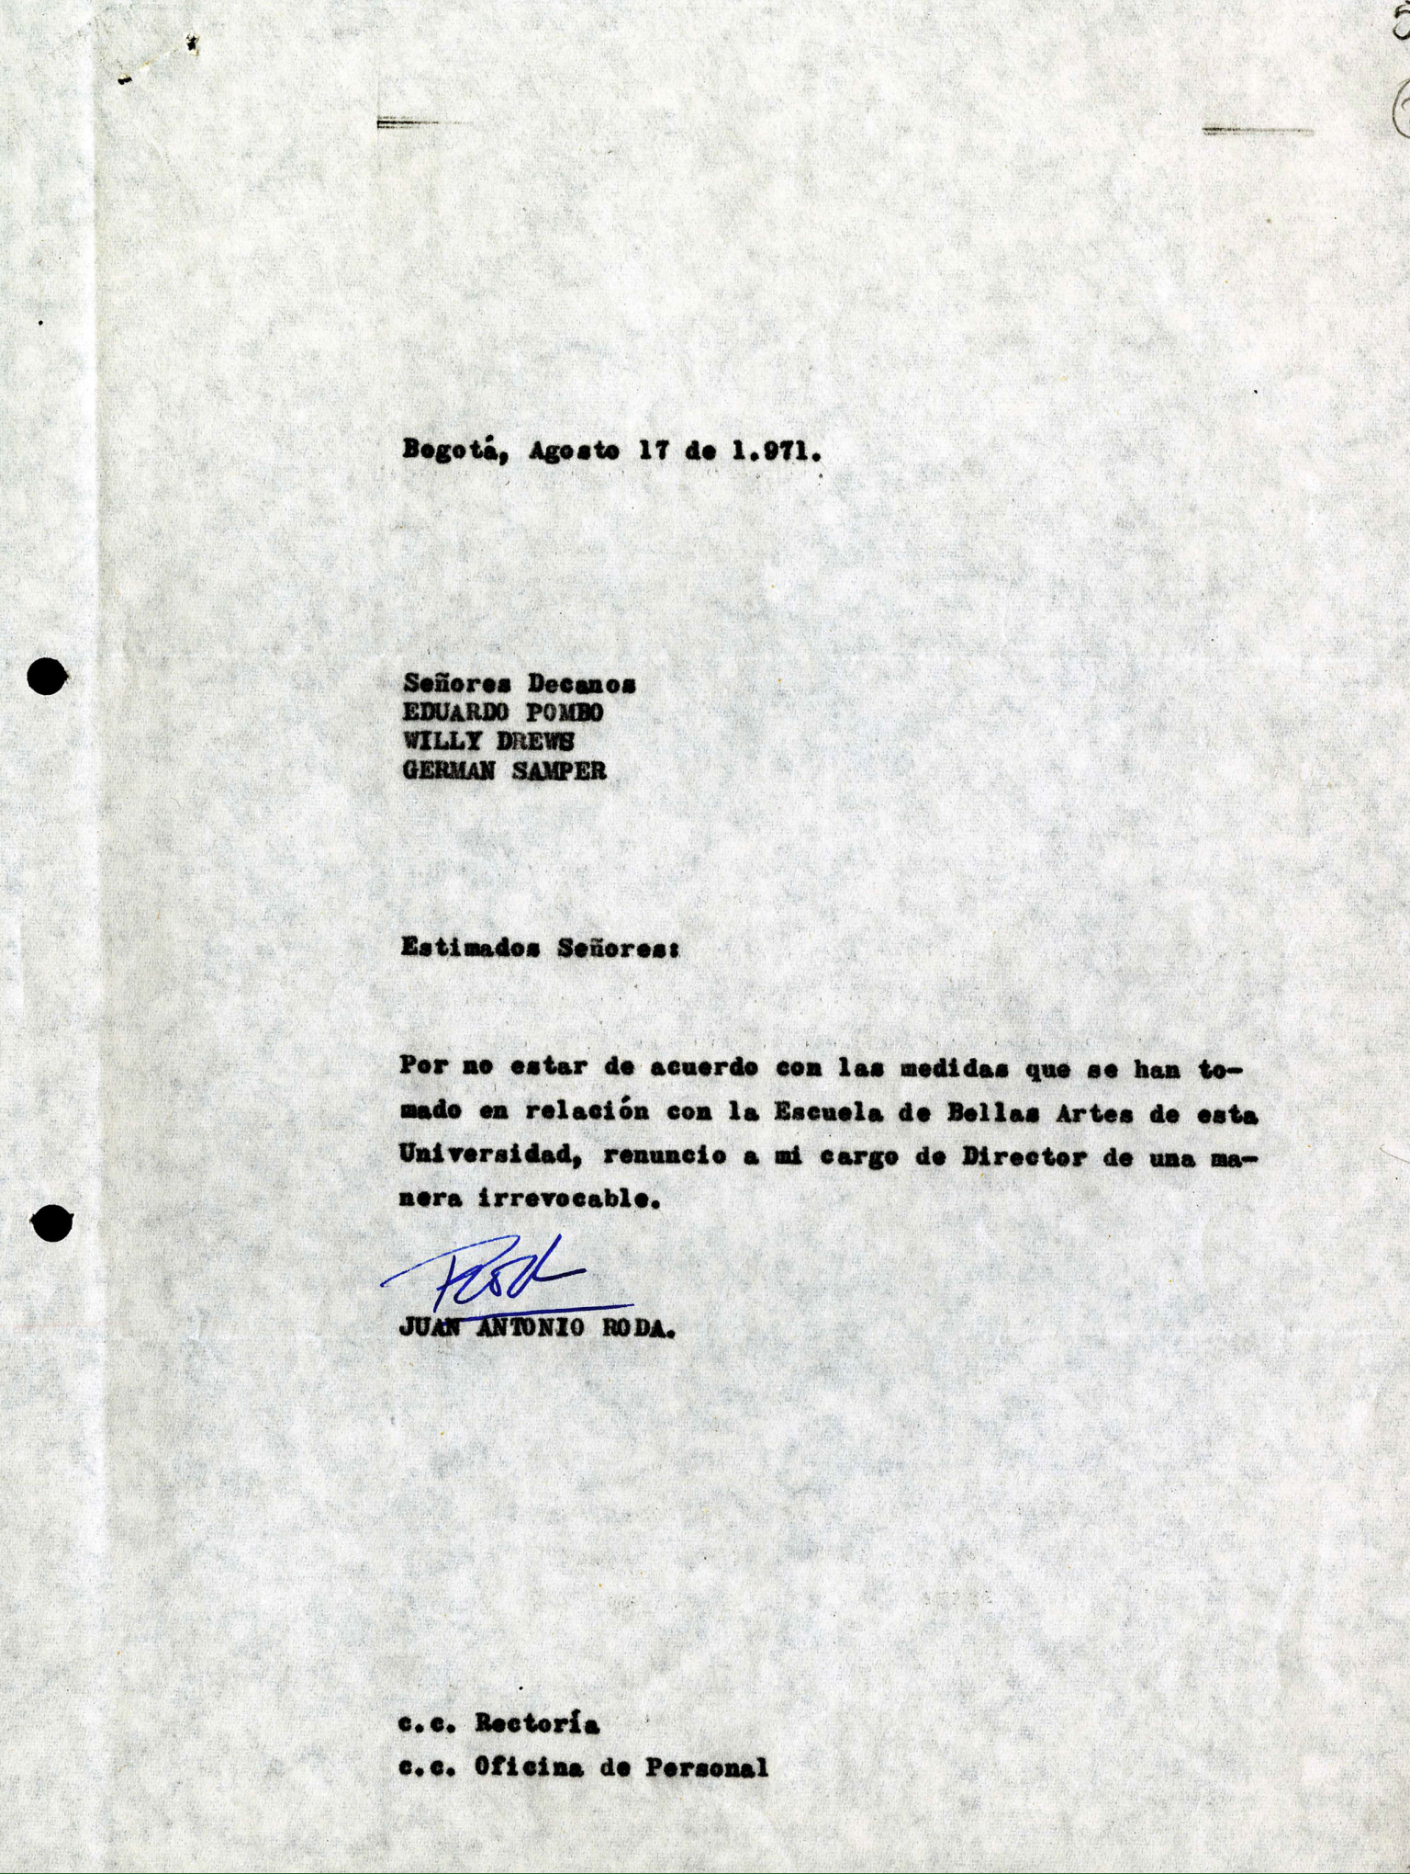 Bogotá, Agosto 17 de 1.971.
Señores Decanos
EDUARDO POMBO
WILLY DREWS
GERMAN SAMPER
Estimados Señores:
Por no estar de acuerdo con las medidas que se han to-
mado en relación con la Escuela de Bellas Artes de esta
Universidad, renuncio a mi cargo de Director de una ma-
nera irrevocable.
Roda
JUAN ANTONIO RODA.
c.c. Rectoría
c.c. Oficina de Personal